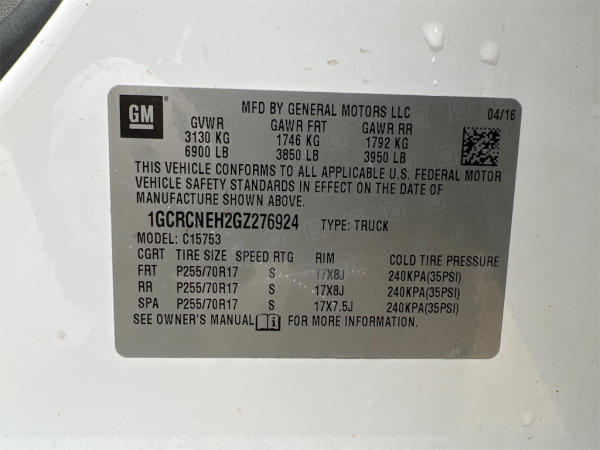 GM
MFD BY GENERAL MOTORS LLC 04/16
GVWR GAWR FRT GAWR RR
3130 KG 1746 KG 1792 KG
6900 LB 3850 LB 3950 LB
THIS VEHICLE CONFORMS TO ALL APPLICABLE U.S. FEDERAL MOTOR
VEHICLE SAFETY STANDARDS IN EFFECT ON THE DATE OF
MANUFACTURE SHOWN ABOVE.
1GCRCNEH2GZ276924 TYPE: TRUCK
MODEL: C15753
CGRT TIRE SIZE SPEED RTG RIM COLD TIRE PRESSURE
FRT P255/70R17 S 17X8J 240KPA(35PSI)
RR P255/70R17 S 17X8J 240KPA(35PSI)
SPA P255/70R17 S 17X7.5J 240KPA(35PSI)
SEE OWNER'S MANUAL FOR MORE INFORMATION.